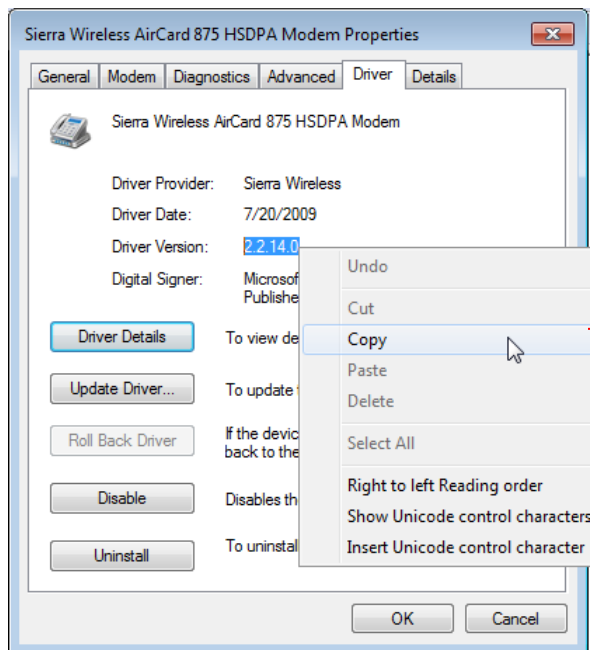 Sierra Wireless AirCard 875 HSDPA Modem Properties
General Modem Diagnostics Advanced Driver Details
Sierra Wireless AirCard 875 HSDPA Modem
Driver Provider: Sierra Wireless
Driver Date: 7/20/2009
Driver Version: 2.2.14.0
Digital Signer: Microsof
Publishe
Driver Details To view de
Update Driver... To update
Roll Back Driver If the devic
back to the
Disable Disables th
Uninstall To uninstal
Undo
Cut
Copy
Paste
Delete
Select All
Right to left Reading order
Show Unicode control characters
Insert Unicode control character
OK Cancel